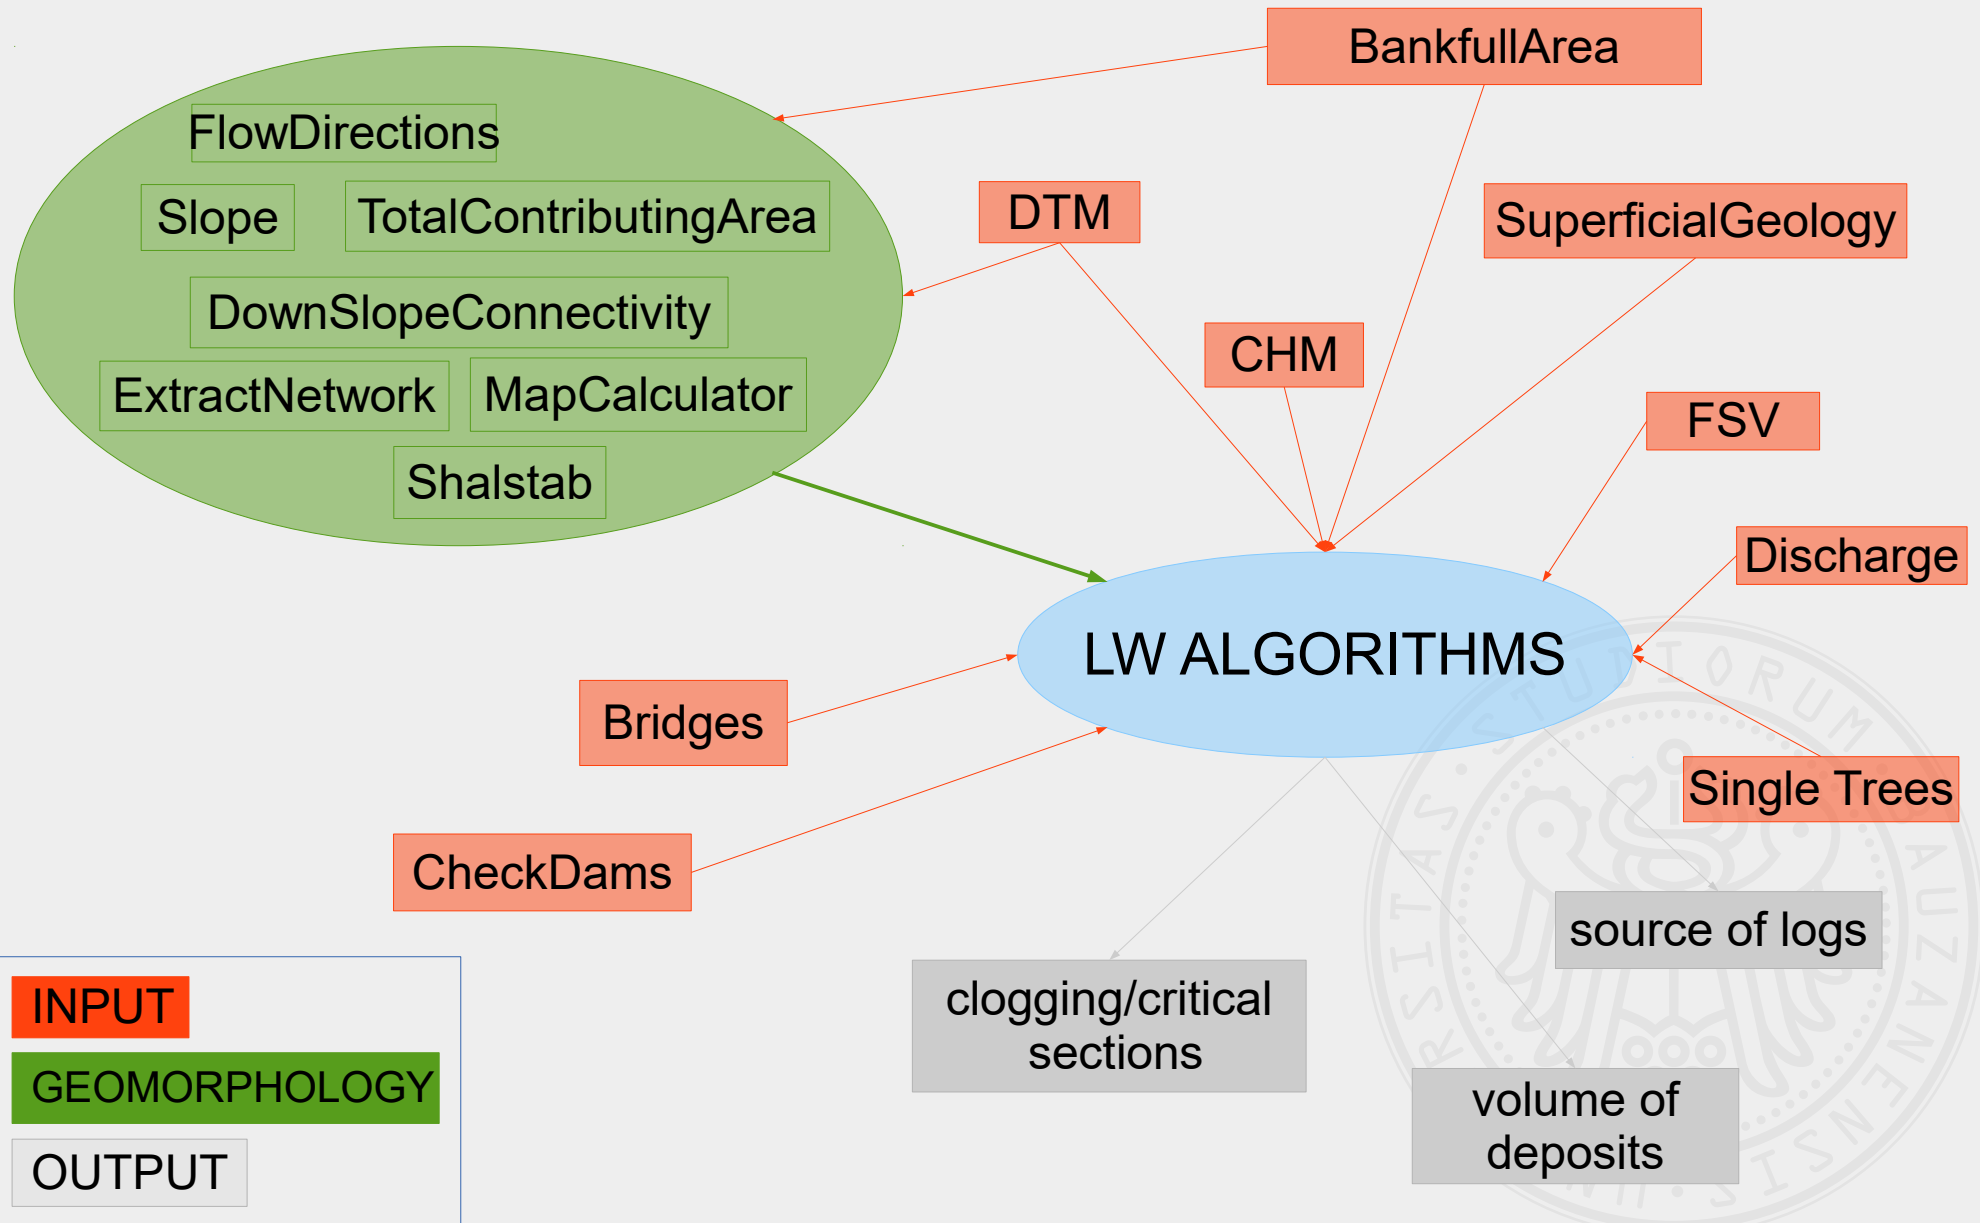 BankfullArea
FlowDirections
Slope
TotalContributingArea
DTM
SuperficialGeology
DownSlopeConnectivity
CHM
ExtractNetwork
MapCalculator
FSV
Shalstab
Discharge
LW ALGORITHMS
Bridges
Single Trees
CheckDams
source of logs
clogging/critical
sections
volume of
deposits
INPUT
GEOMORPHOLOGY
OUTPUT